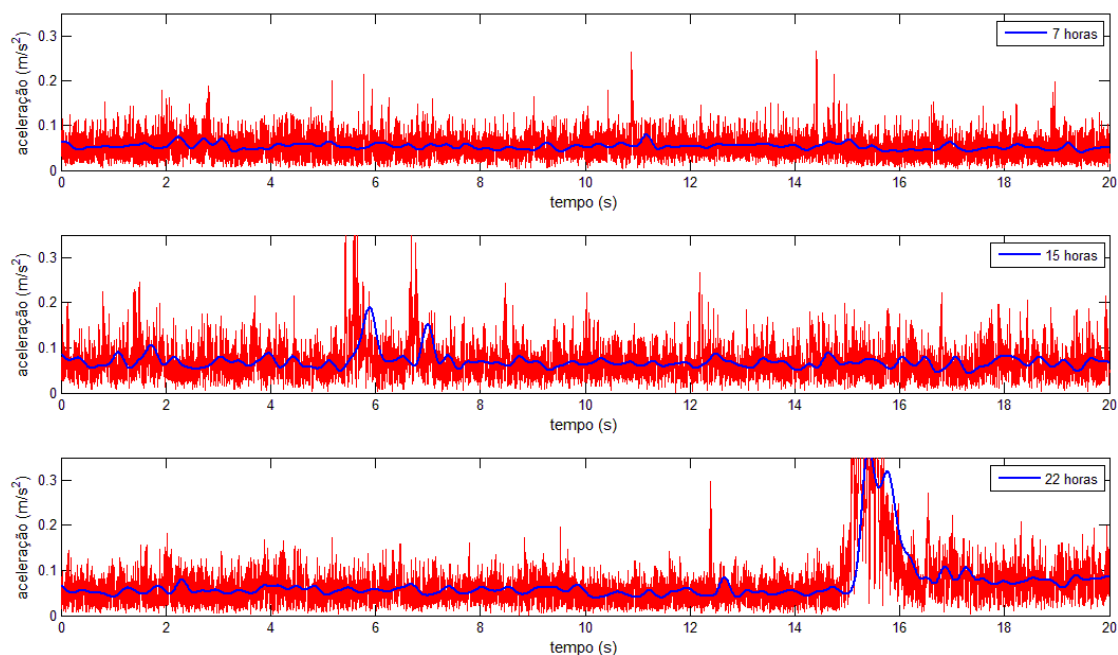 aceleração (m/s²)
0.3
0.2
0.1
0
7 horas
0 2 4 6 8 10 12 14 16 18 20
tempo (s)
aceleração (m/s²)
0.3
0.2
0.1
0
15 horas
0 2 4 6 8 10 12 14 16 18 20
tempo (s)
aceleração (m/s²)
0.3
0.2
0.1
0
22 horas
0 2 4 6 8 10 12 14 16 18 20
tempo (s)